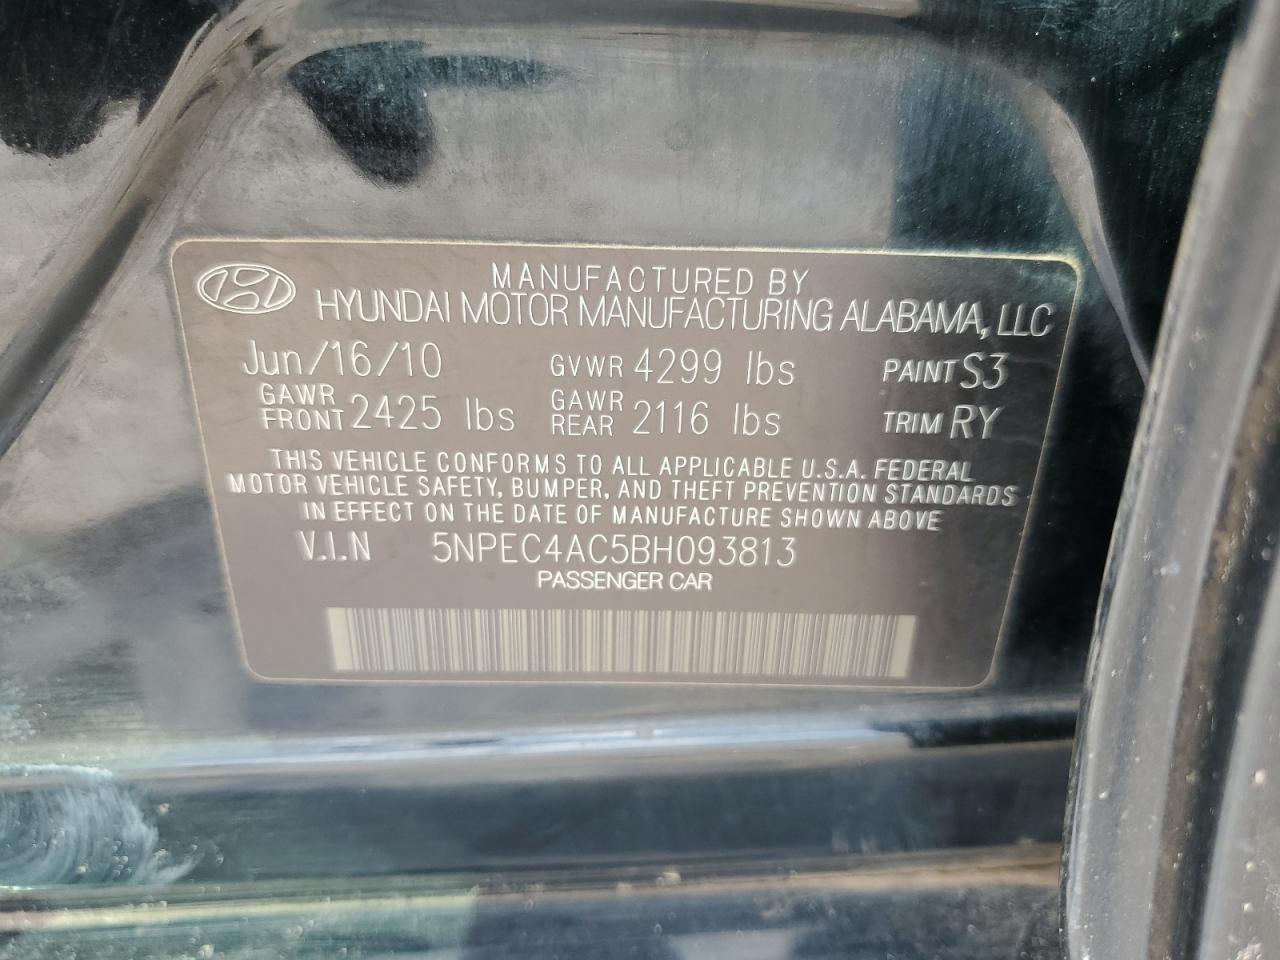 MANUFACTURED BY
HYUNDAI MOTOR MANUFACTURING ALABAMA, LLC
Jun/16/10 GVWR 4299 lbs PAINT S3
GAWR FRONT 2425 lbs GAWR REAR 2116 lbs TRIM RY
THIS VEHICLE CONFORMS TO ALL APPLICABLE U.S.A. FEDERAL
MOTOR VEHICLE SAFETY, BUMPER, AND THEFT PREVENTION STANDARDS
IN EFFECT ON THE DATE OF MANUFACTURE SHOWN ABOVE
V.I.N 5NPEC4AC5BH093813
PASSENGER CAR